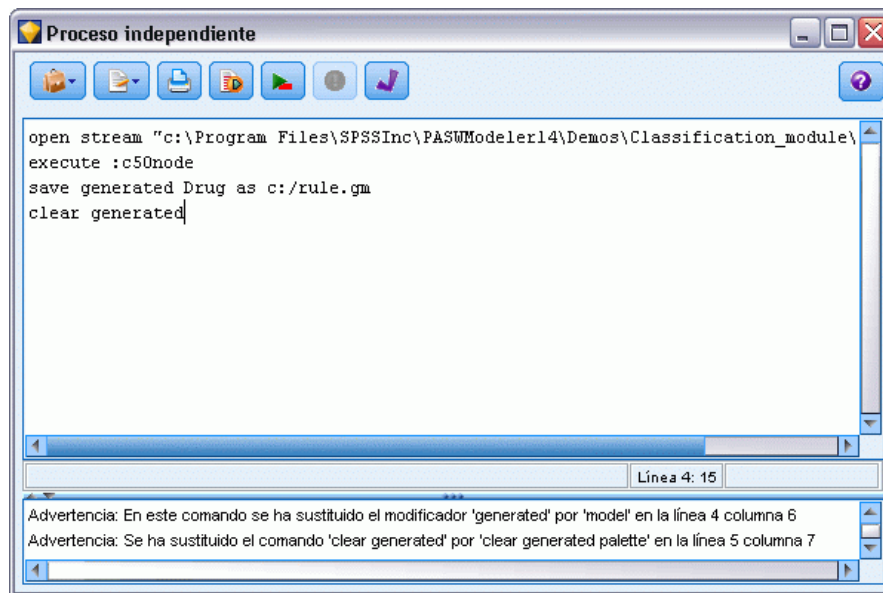 Proceso independiente
open stream "c:\Program Files\SPSSInc\PASWModeler14\Demos\Classification_module\
execute :c50node
save generated Drug as c:/rule.gm
clear generated
Línea 4: 15
Advertencia: En este comando se ha sustituido el modificador 'generated' por 'model' en la línea 4 columna 6
Advertencia: Se ha sustituido el comando 'clear generated' por 'clear generated palette' en la línea 5 columna 7